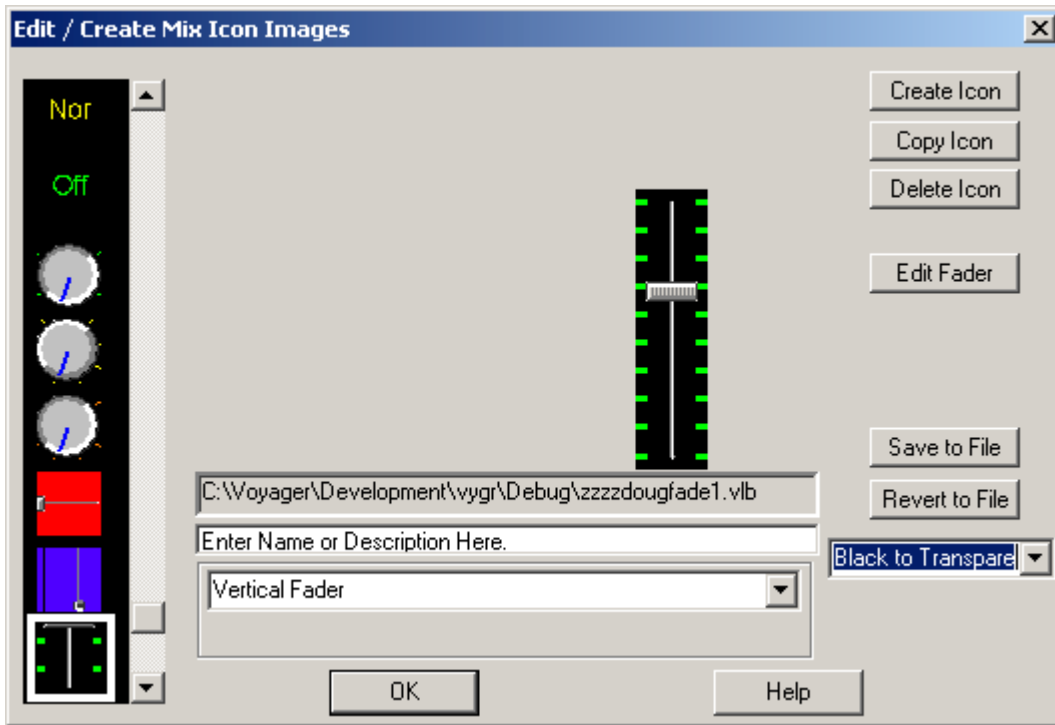 Edit / Create Mix Icon Images
Nor
Off
Create Icon
Copy Icon
Delete Icon
Edit Fader
Save to File
Revert to File
C:\Voyager\Development\vygr\Debug\zzzzdougfade1.vlb
Enter Name or Description Here.
Black to Transpare
Vertical Fader
OK
Help